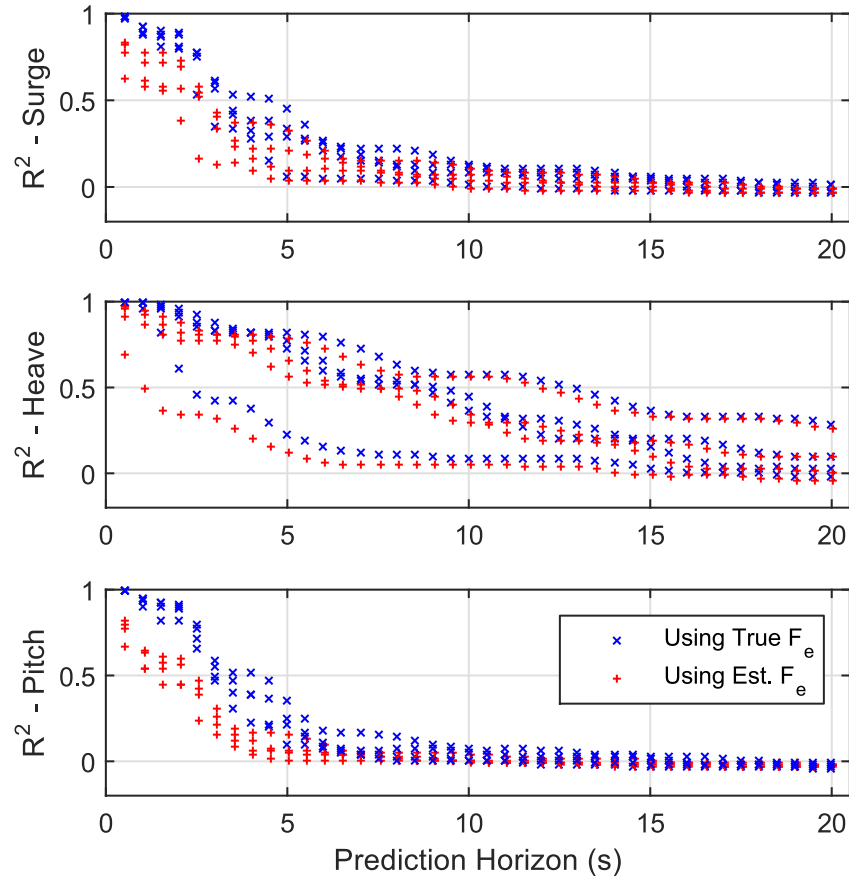 1
0.5
0
R² - Surge
0 5 10 15 20
1
0.5
0
R² - Heave
0 5 10 15 20
1
0.5
0
R² - Pitch
Using True F_e
Using Est. F_e
0 5 10 15 20
Prediction Horizon (s)